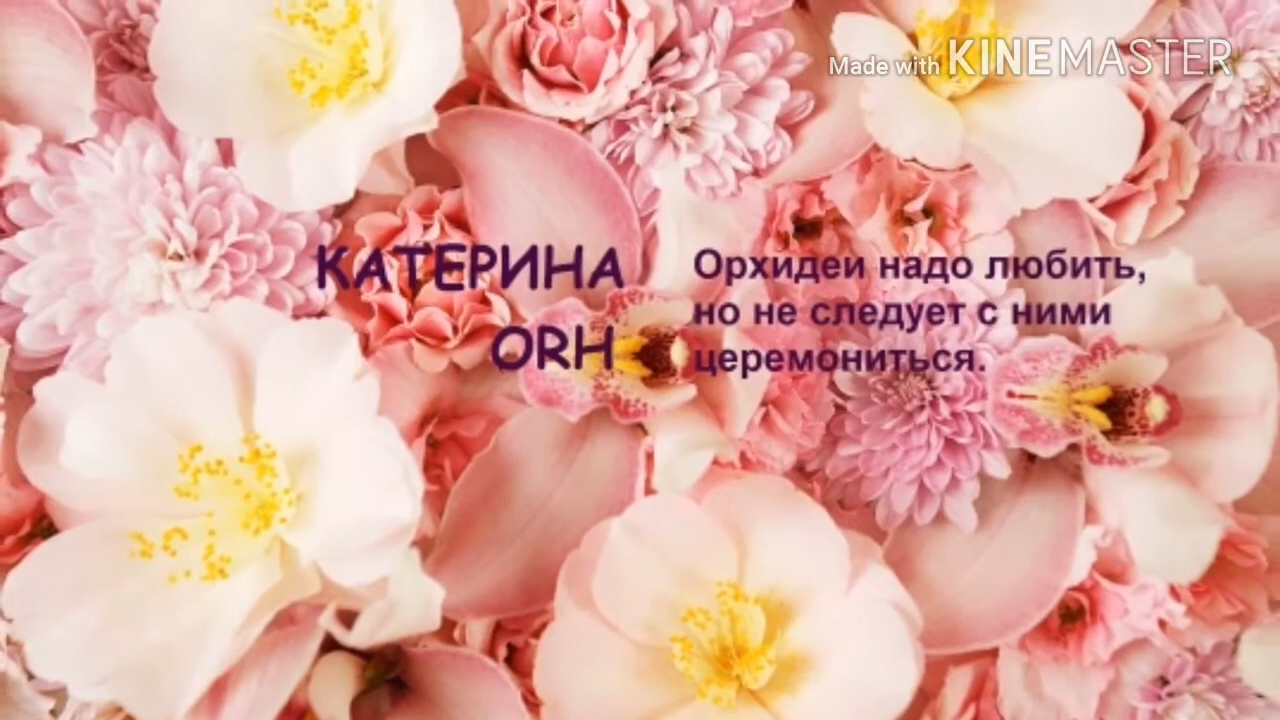 Made with KINEMASTER
КАТЕРИНА
ORH
Орхидеи надо любить,
но не следует с ними
церемониться.